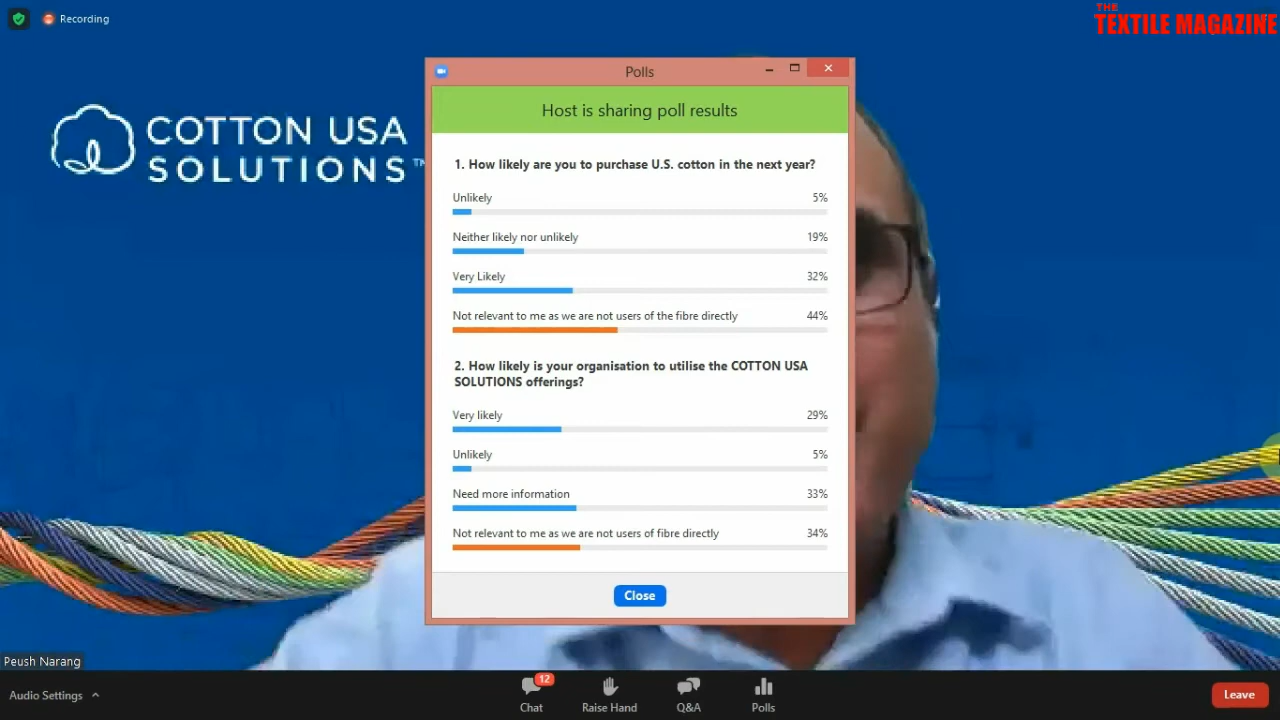 Recording
THE
TEXTILE MAGAZINE
Polls
Host is sharing poll results
COTTON USA
SOLUTIONS™
1. How likely are you to purchase U.S. cotton in the next year?
Unlikely 5%
Neither likely nor unlikely 19%
Very Likely 32%
Not relevant to me as we are not users of the fibre directly 44%
2. How likely is your organisation to utilise the COTTON USA
SOLUTIONS offerings?
Very likely 29%
Unlikely 5%
Need more information 33%
Not relevant to me as we are not users of fibre directly 34%
Close
Peush Narang
Audio Settings
12
Chat
Raise Hand
Q&A
Polls
Leave